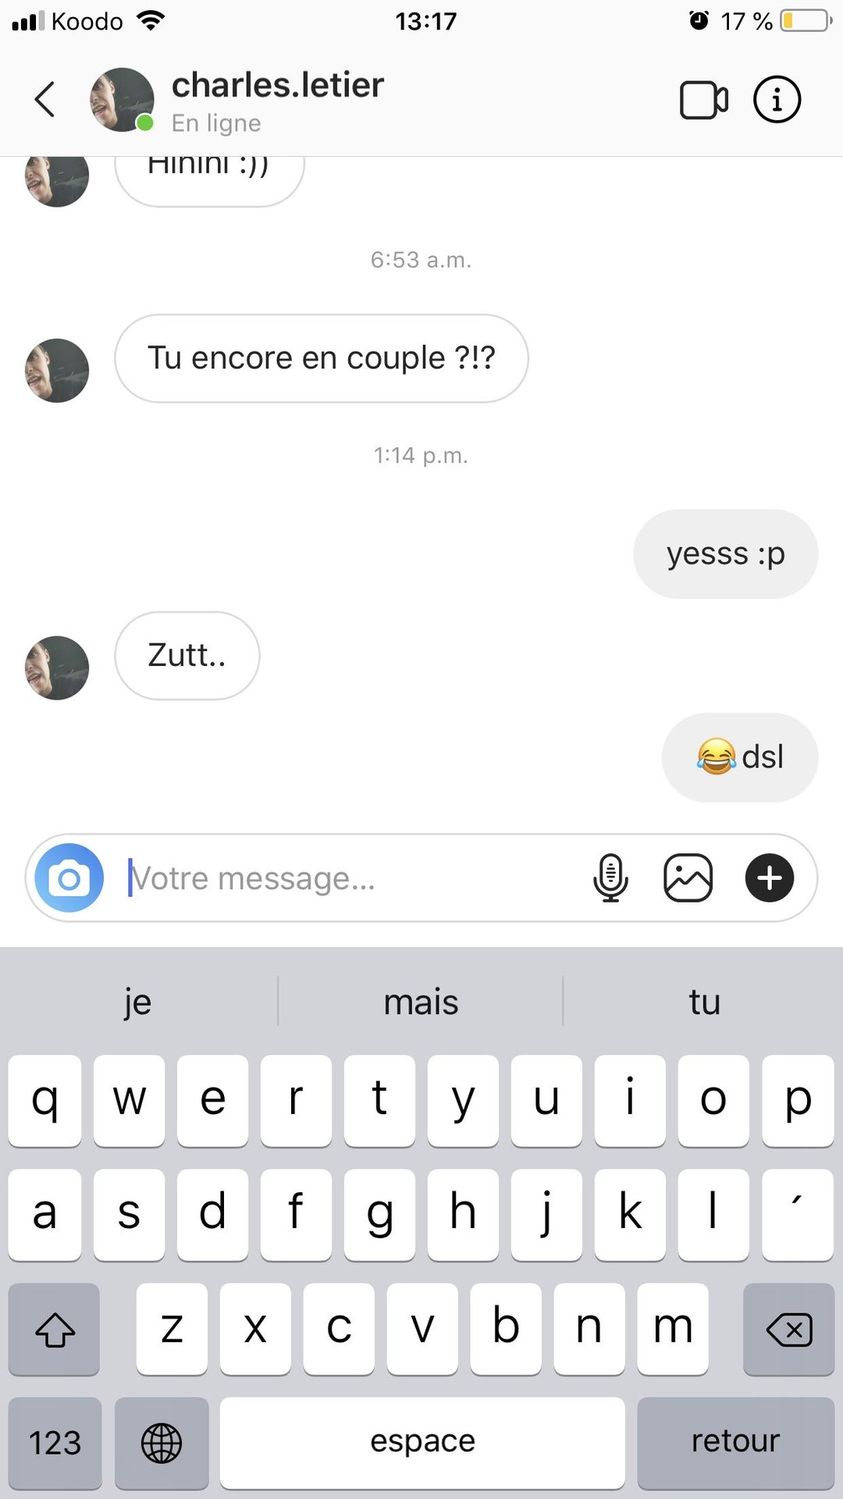 Koodo 13:17 17 %
charles.letier
En ligne
Hihihi :))
6:53 a.m.
Tu encore en couple ?!?
1:14 p.m.
yesss :p
Zutt..
😂dsl
Votre message...
je mais tu
q w e r t y u i o p
a s d f g h j k l ´
z x c v b n m
123 espace retour